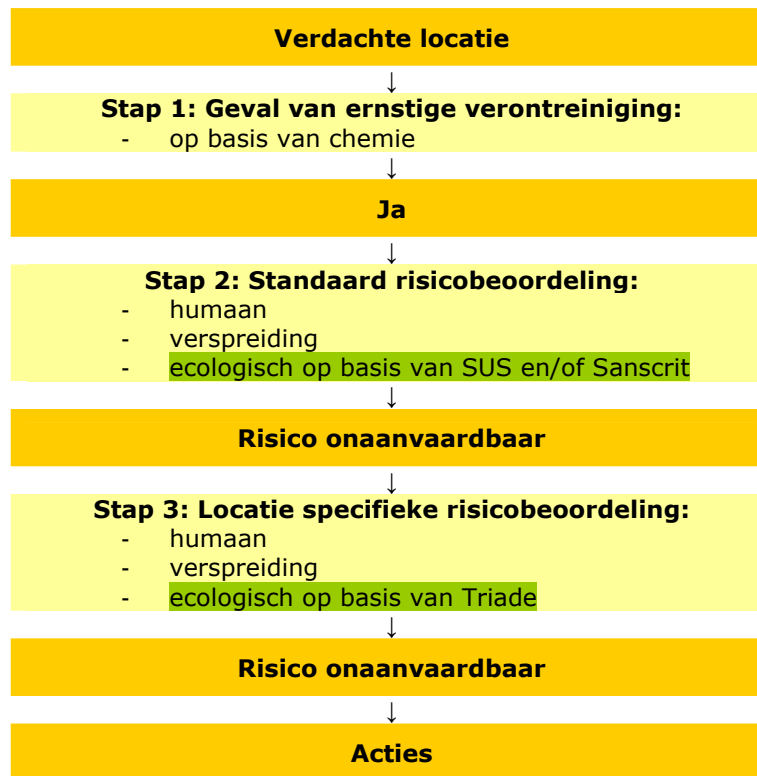 Verdachte locatie
↓
Stap 1: Geval van ernstige verontreiniging:
- op basis van chemie
↓
Ja
↓
Stap 2: Standaard risicobeoordeling:
- humaan
- verspreiding
- ecologisch op basis van SUS en/of Sanscrit
↓
Risico onaanvaardbaar
↓
Stap 3: Locatie specifieke risicobeoordeling:
- humaan
- verspreiding
- ecologisch op basis van Triade
↓
Risico onaanvaardbaar
↓
Acties